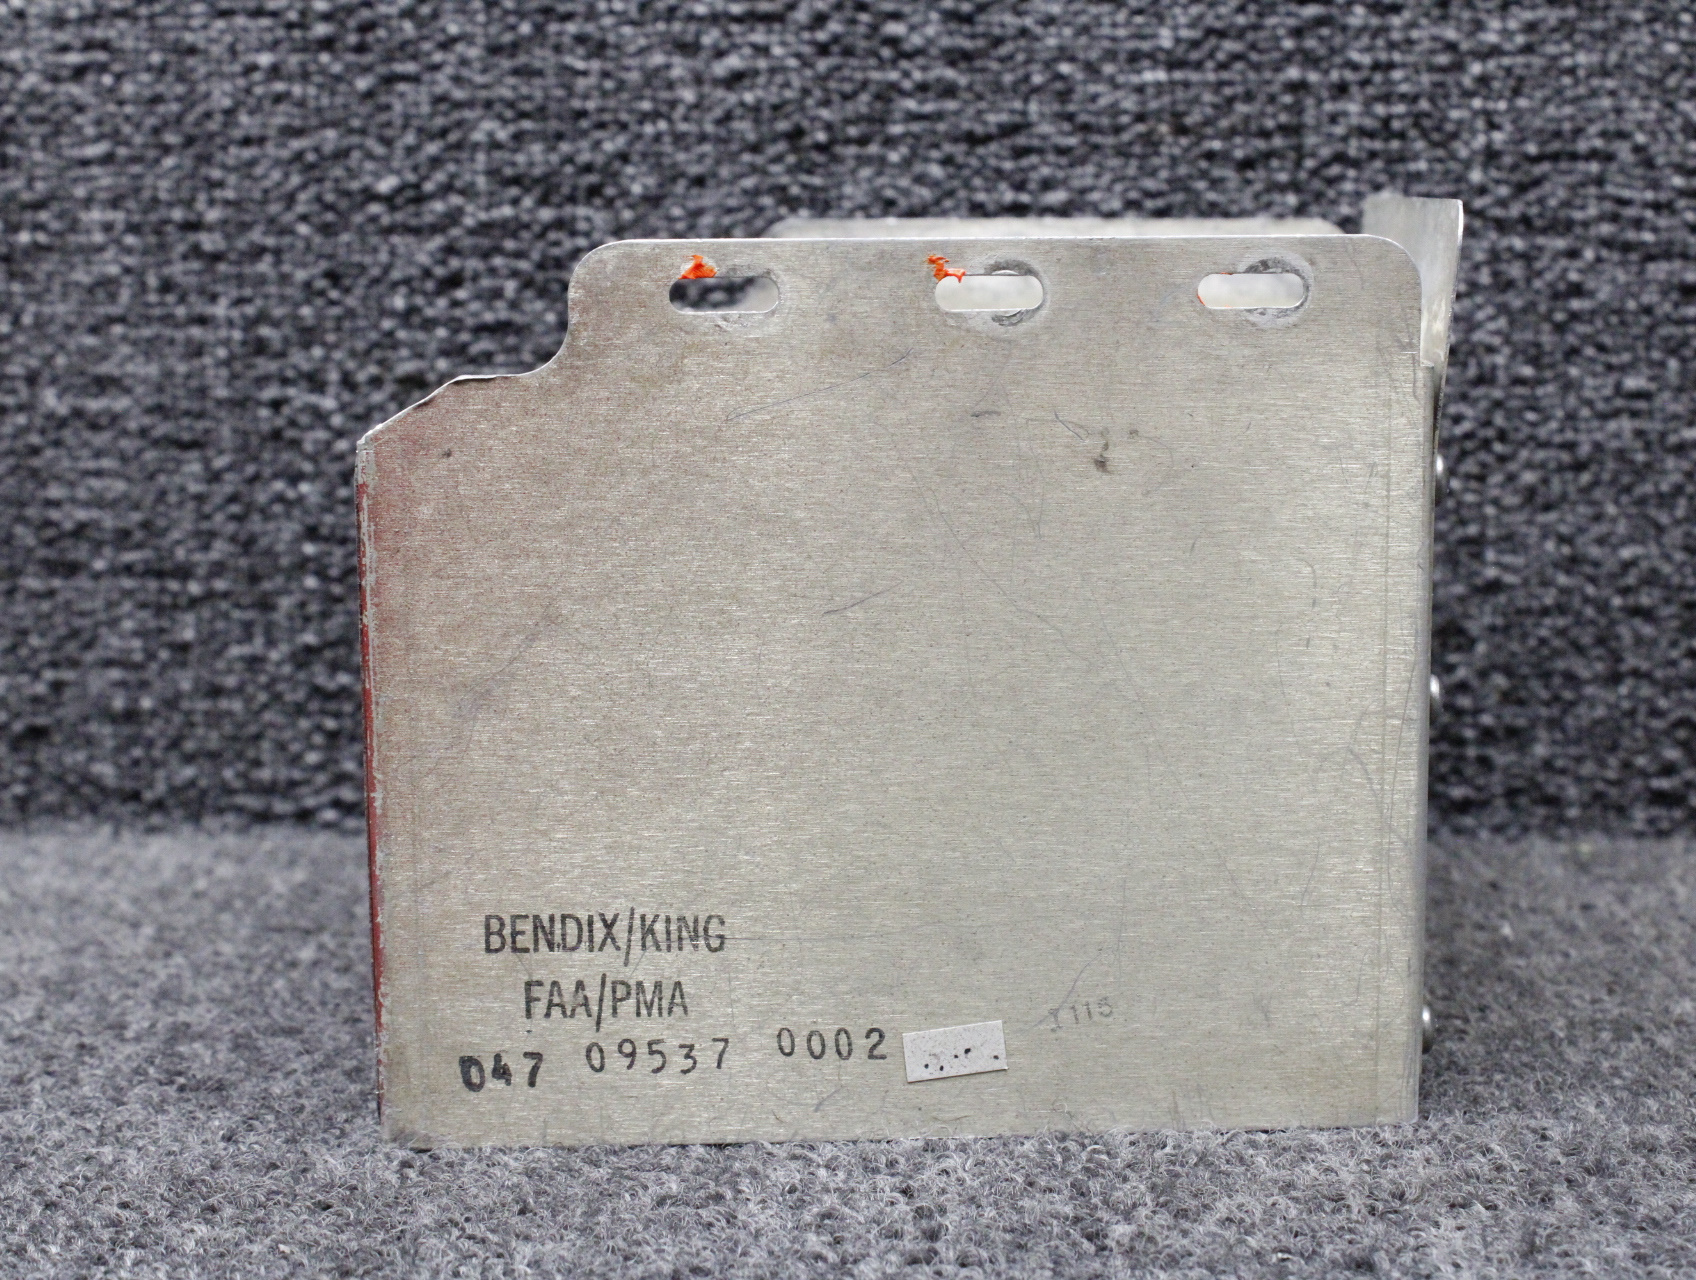 BENDIX/KING
FAA/PMA
047 09537 0002